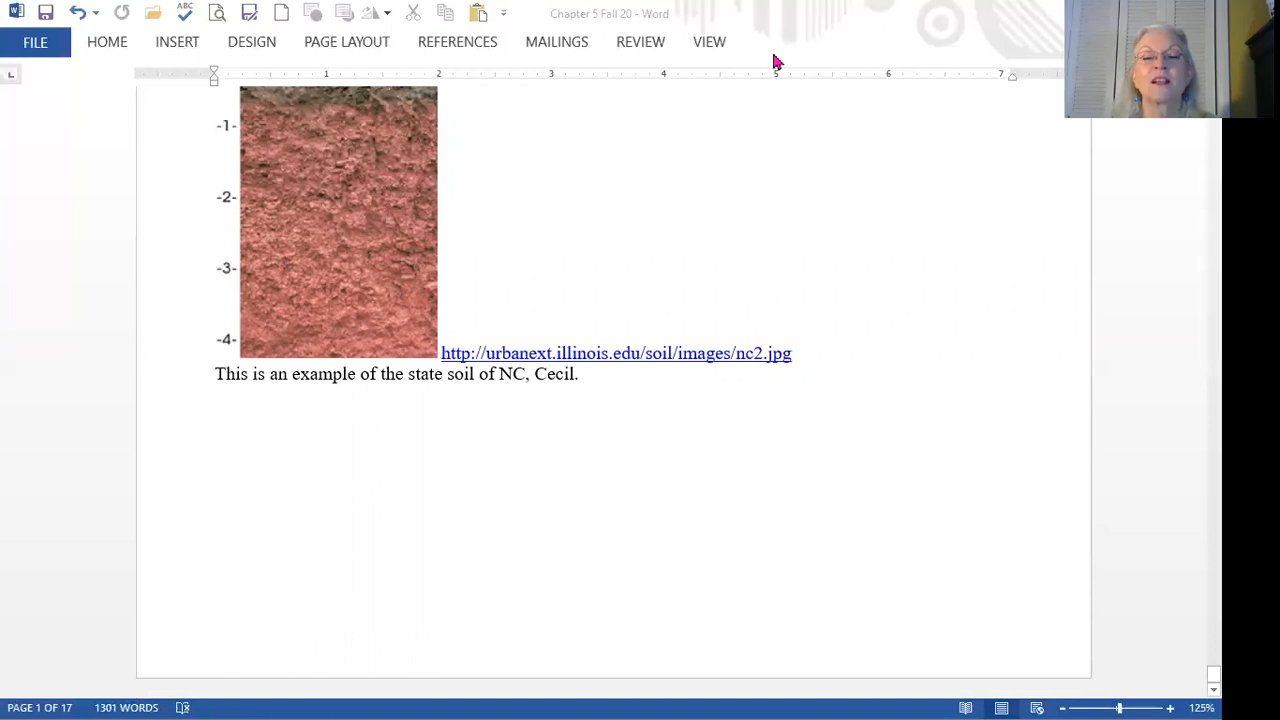 ABC
Chapter 5 Fall 20 - Word
FILE HOME INSERT DESIGN PAGE LAYOUT REFERENCES MAILINGS REVIEW VIEW
1 2 3 4 5 6 7
-1-
-2-
-3-
-4-
http://urbanext.illinois.edu/soil/images/nc2.jpg
This is an example of the state soil of NC, Cecil.
PAGE 1 OF 17 1301 WORDS 125%